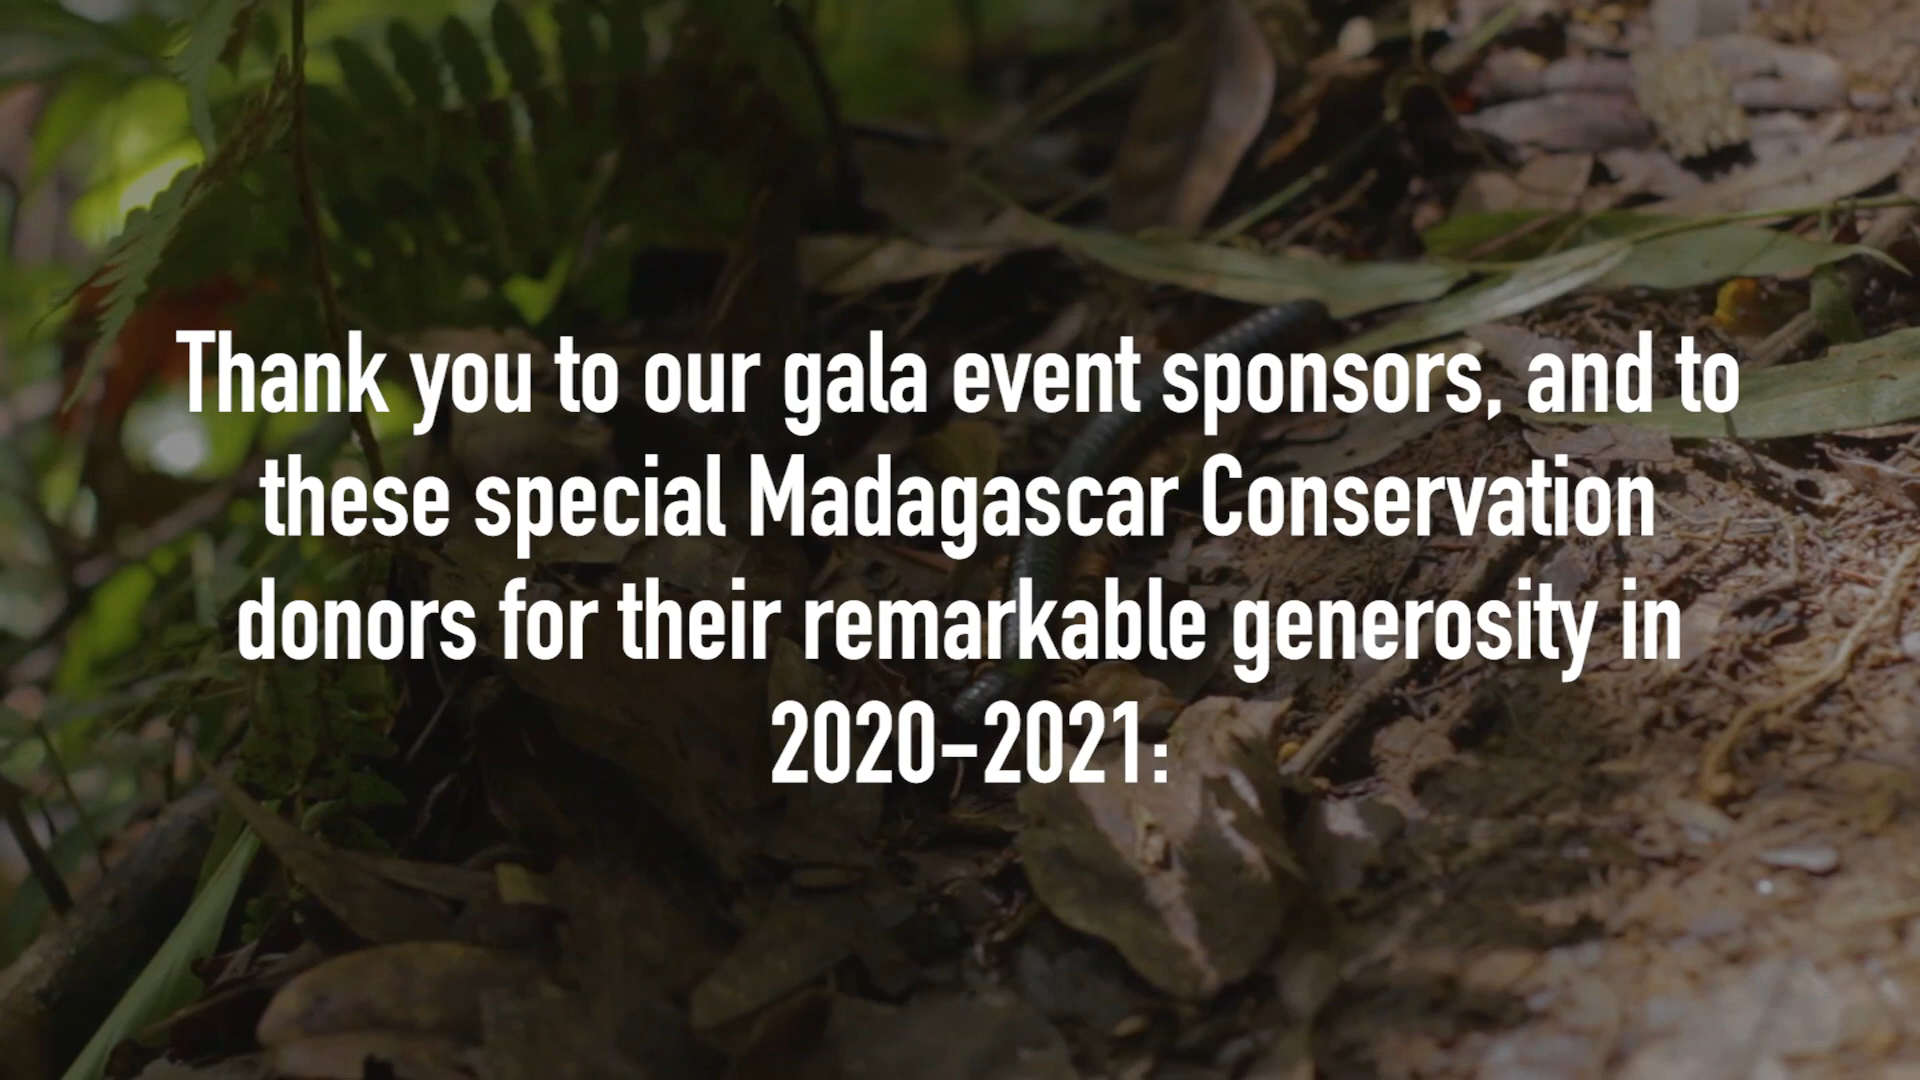 Thank you to our gala event sponsors, and to
these special Madagascar Conservation
donors for their remarkable generosity in
2020-2021: